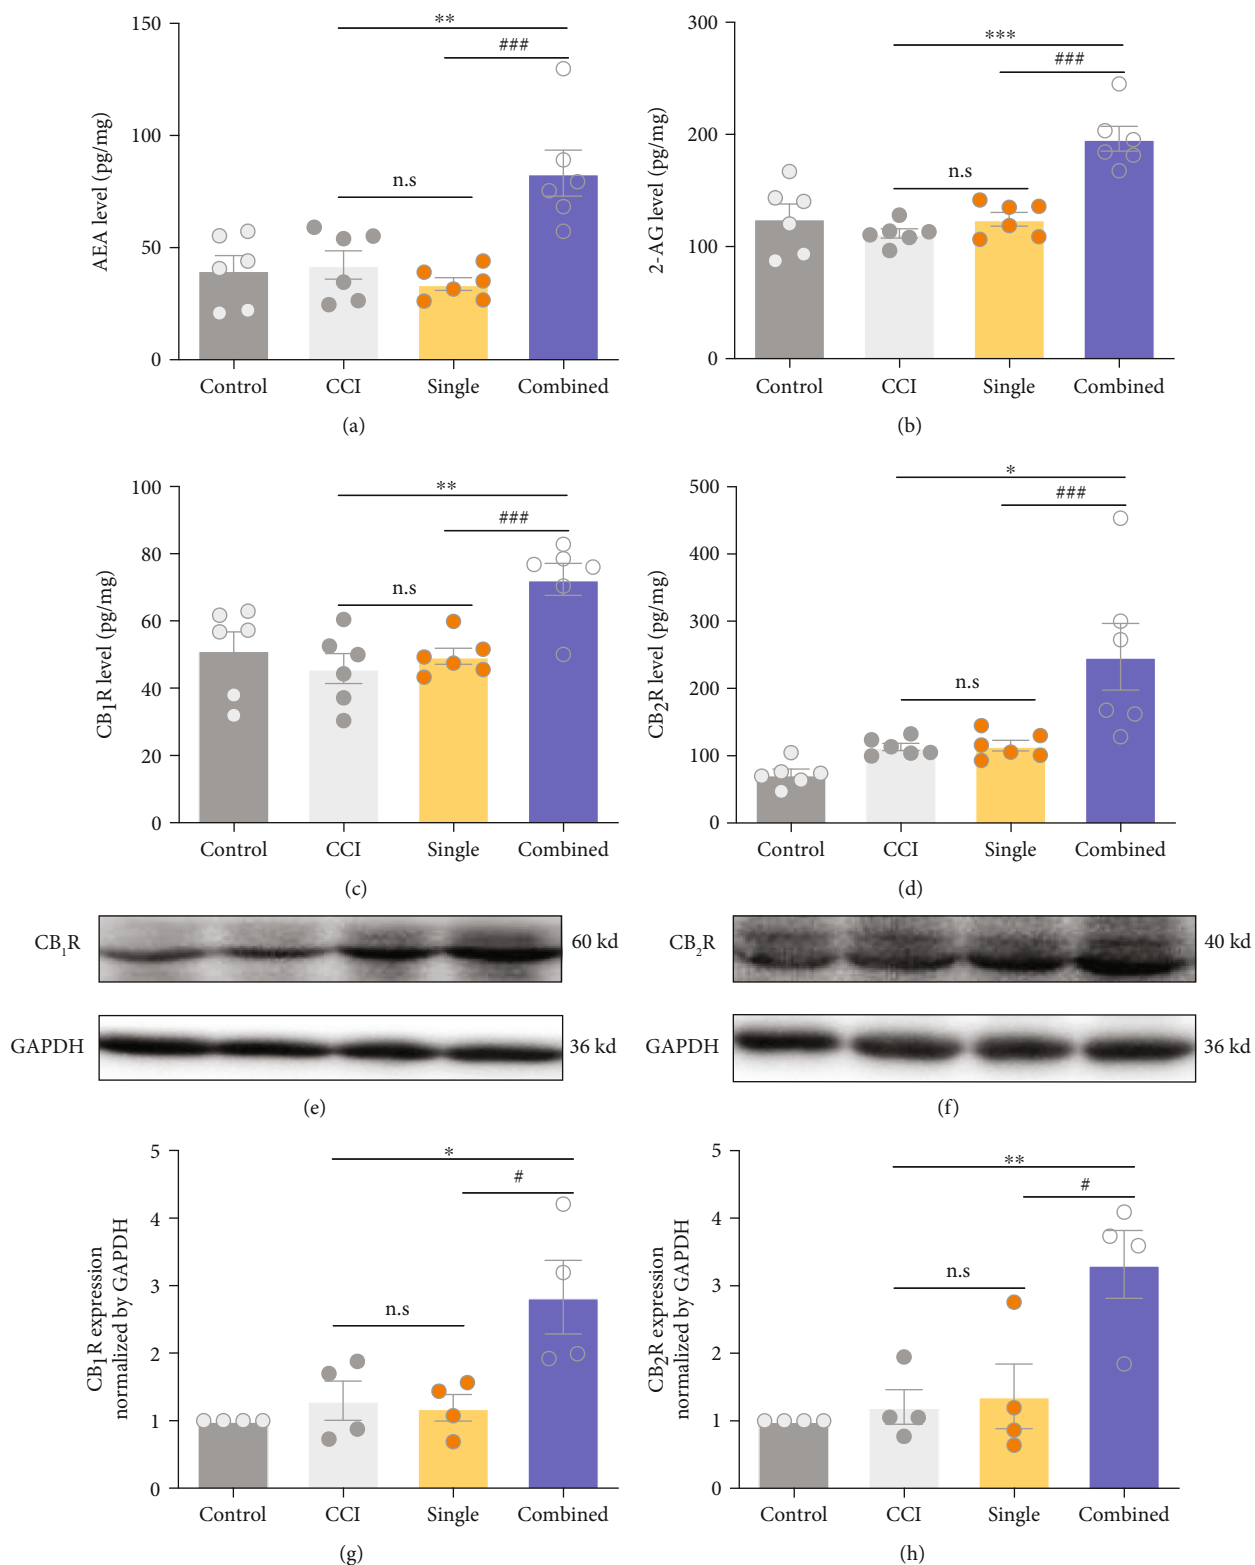 150
100
50
0
AEA level (pg/mg)
**
###
n.s
Control CCI Single Combined
(a)
300
200
100
0
2-AG level (pg/mg)
***
###
n.s
Control CCI Single Combined
(b)
100
80
60
40
20
0
CB1R level (pg/mg)
**
###
n.s
Control CCI Single Combined
(c)
500
400
300
200
100
0
CB2R level (pg/mg)
*
###
n.s
Control CCI Single Combined
(d)
CB1R 60 kd
GAPDH 36 kd
(e)
CB2R 40 kd
GAPDH 36 kd
(f)
5
4
3
2
1
0
CB1R expression
normalized by GAPDH
*
#
n.s
Control CCI Single Combined
(g)
5
4
3
2
1
0
CB2R expression
normalized by GAPDH
**
#
n.s
Control CCI Single Combined
(h)